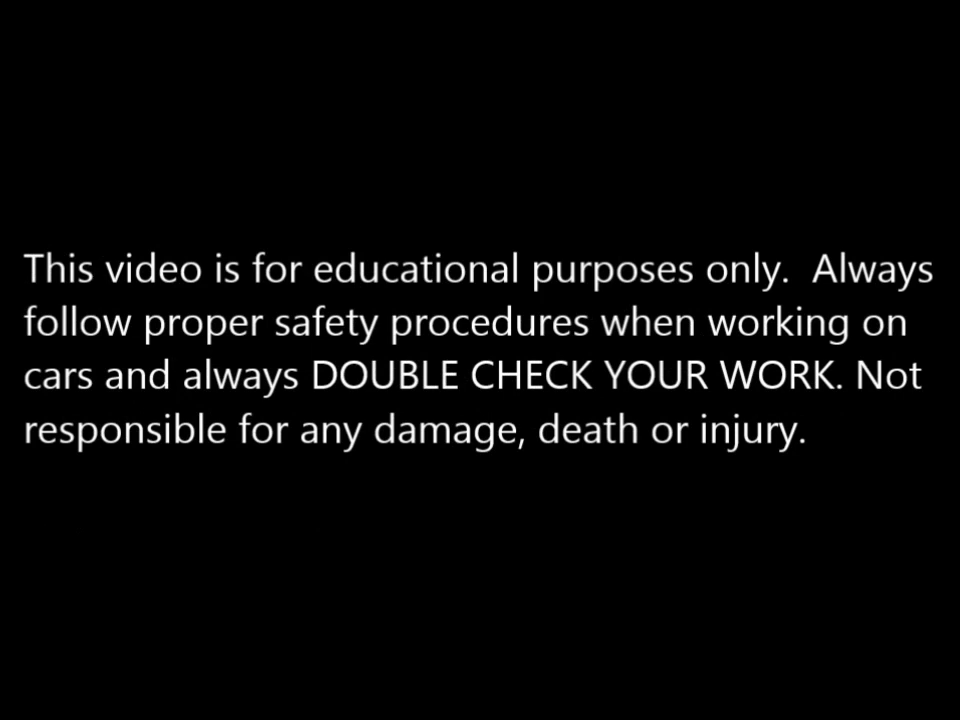 This video is for educational purposes only.  Always
follow proper safety procedures when working on
cars and always DOUBLE CHECK YOUR WORK. Not
responsible for any damage, death or injury.